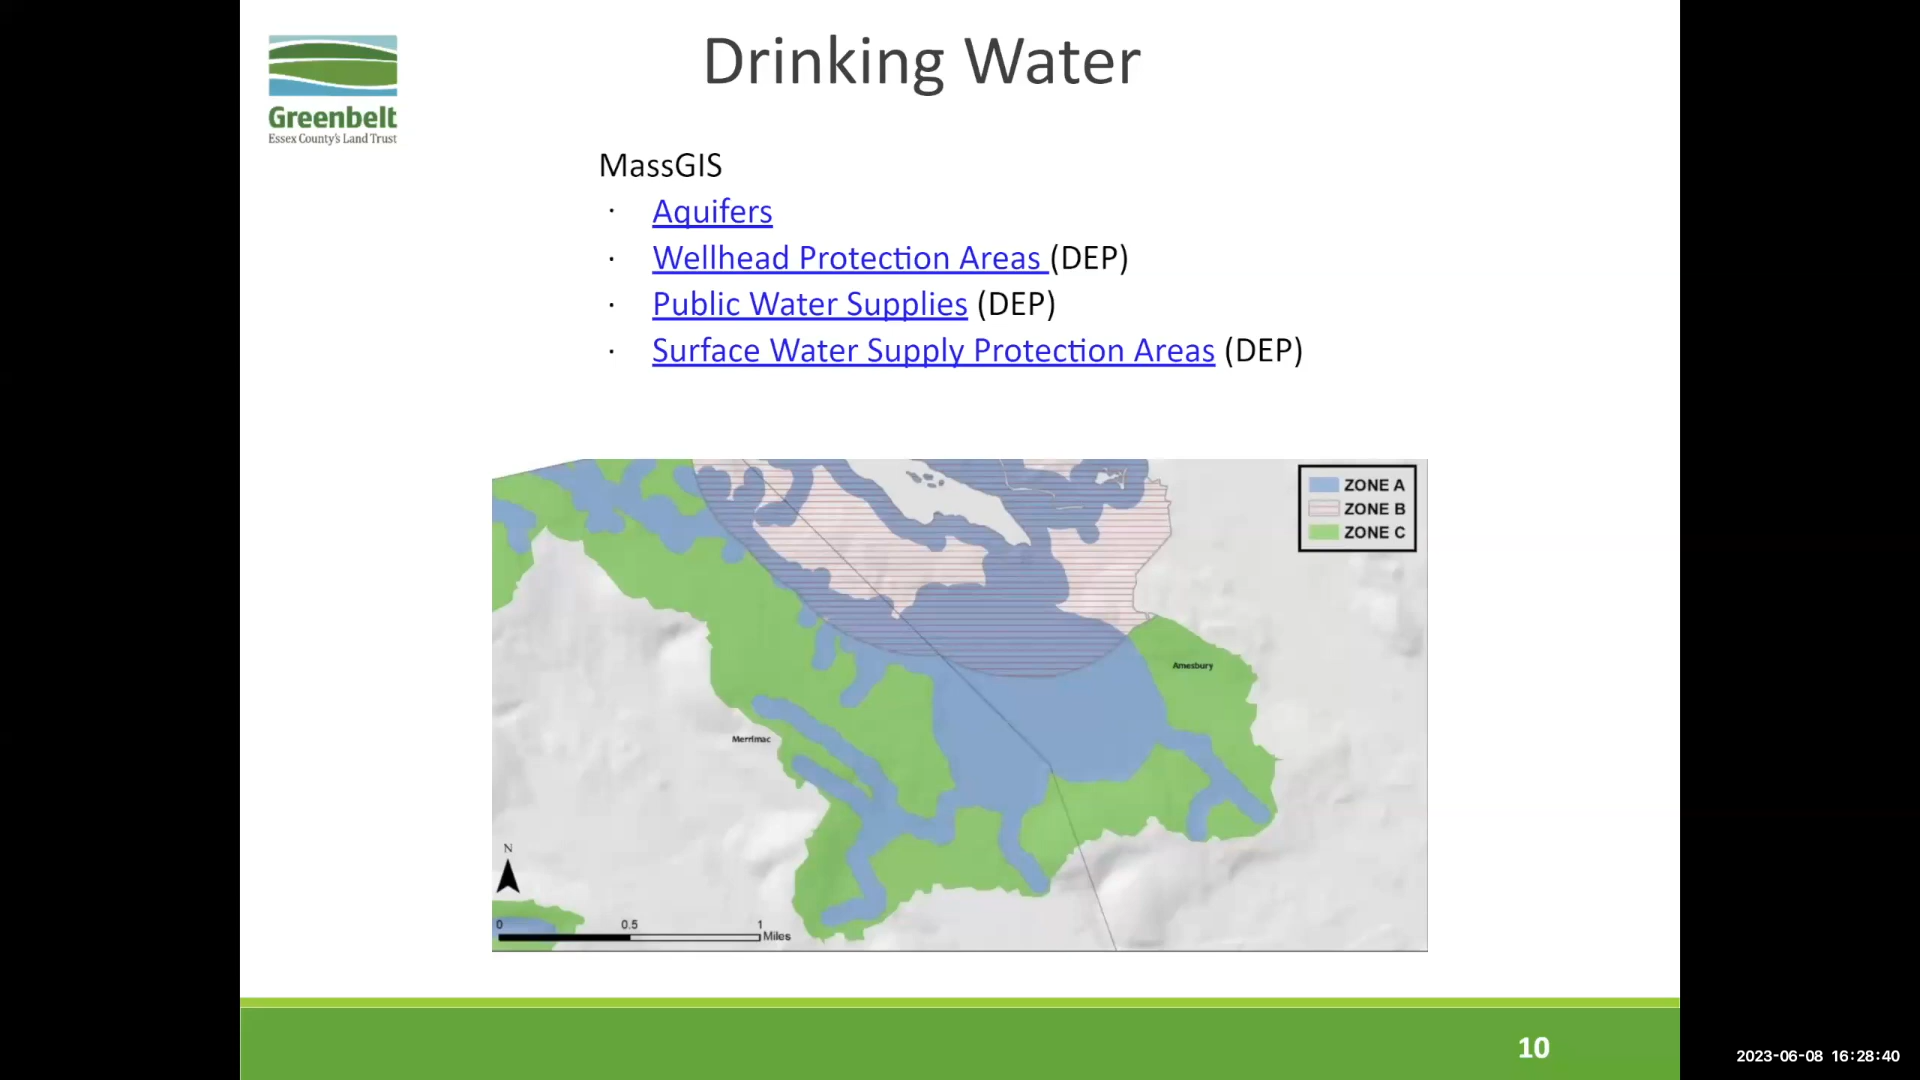 Drinking Water
Greenbelt
Essex County's Land Trust
MassGIS
· Aquifers
· Wellhead Protection Areas (DEP)
· Public Water Supplies (DEP)
· Surface Water Supply Protection Areas (DEP)
ZONE A
ZONE B
ZONE C
Amesbury
Merrimac
N
0 0.5 1
Miles
10
2023-06-08 16:28:40